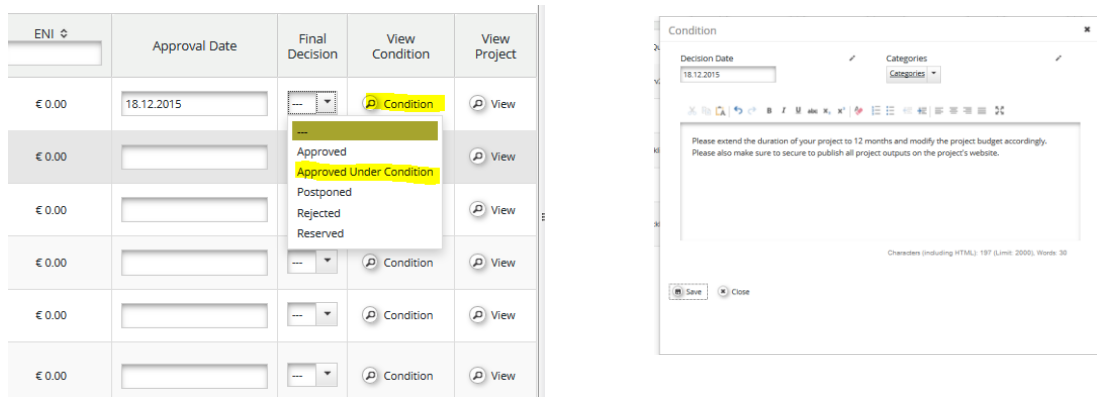 ENI
Approval Date
Final
Decision
View
Condition
View
Project
€ 0.00
18.12.2015
---
Condition
View
---
Approved
Approved Under Condition
Postponed
Rejected
Reserved
€ 0.00
View
€ 0.00
View
€ 0.00
---
Condition
View
€ 0.00
---
Condition
View
€ 0.00
---
Condition
View
Condition
Decision Date
Categories
18.12.2015
Categories
B I U abc x, x²
Please extend the duration of your project to 12 months and modify the project budget accordingly.
Please also make sure to secure to publish all project outputs on the project's website.
Characters (including HTML): 197 (Limit: 2000), Words: 30
Save
Close